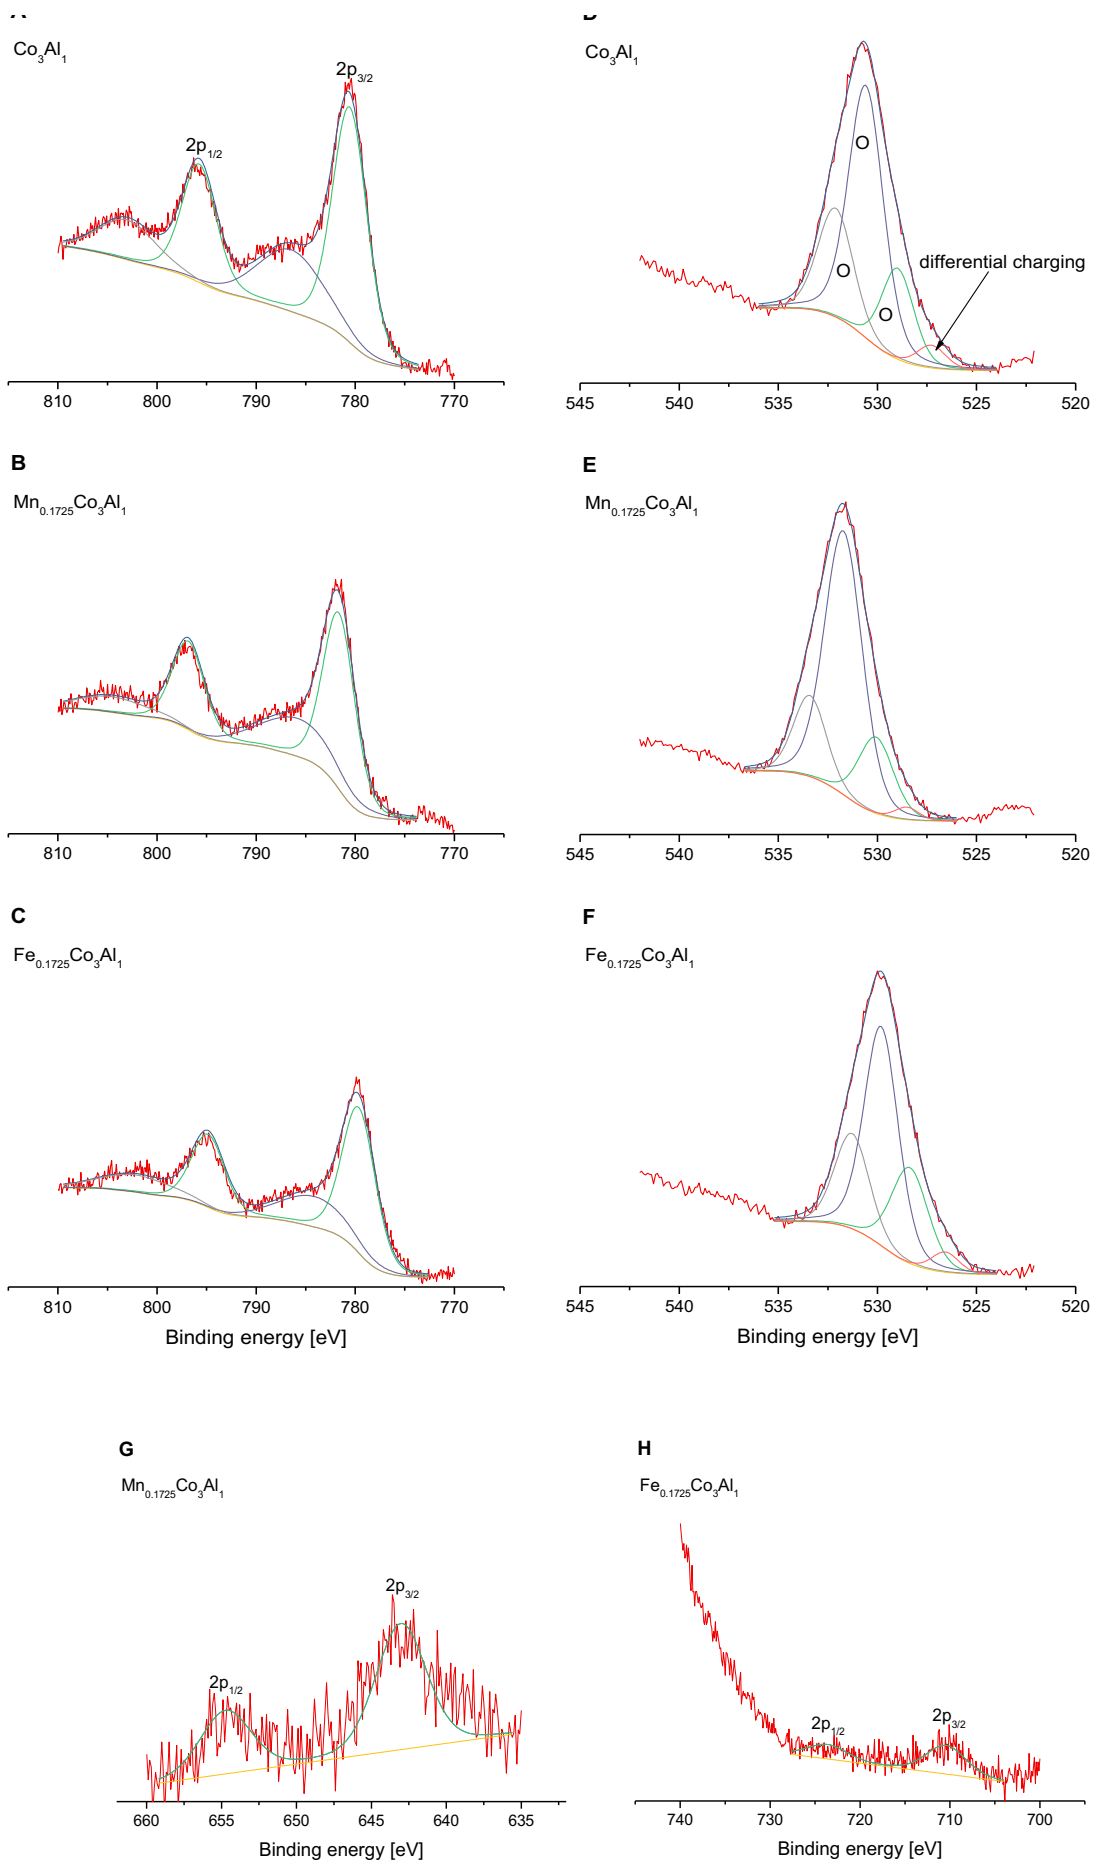 A
D
Co3Al1
Co3Al1
2p1/2
2p3/2
O
O
O
differential charging
810 800 790 780 770
545 540 535 530 525 520
B
E
Mn0.1725Co3Al1
Mn0.1725Co3Al1
810 800 790 780 770
545 540 535 530 525 520
C
F
Fe0.1725Co3Al1
Fe0.1725Co3Al1
810 800 790 780 770
545 540 535 530 525 520
Binding energy [eV]
Binding energy [eV]
G
H
Mn0.1725Co3Al1
Fe0.1725Co3Al1
2p1/2
2p3/2
2p1/2
2p3/2
660 655 650 645 640 635
740 730 720 710 700
Binding energy [eV]
Binding energy [eV]